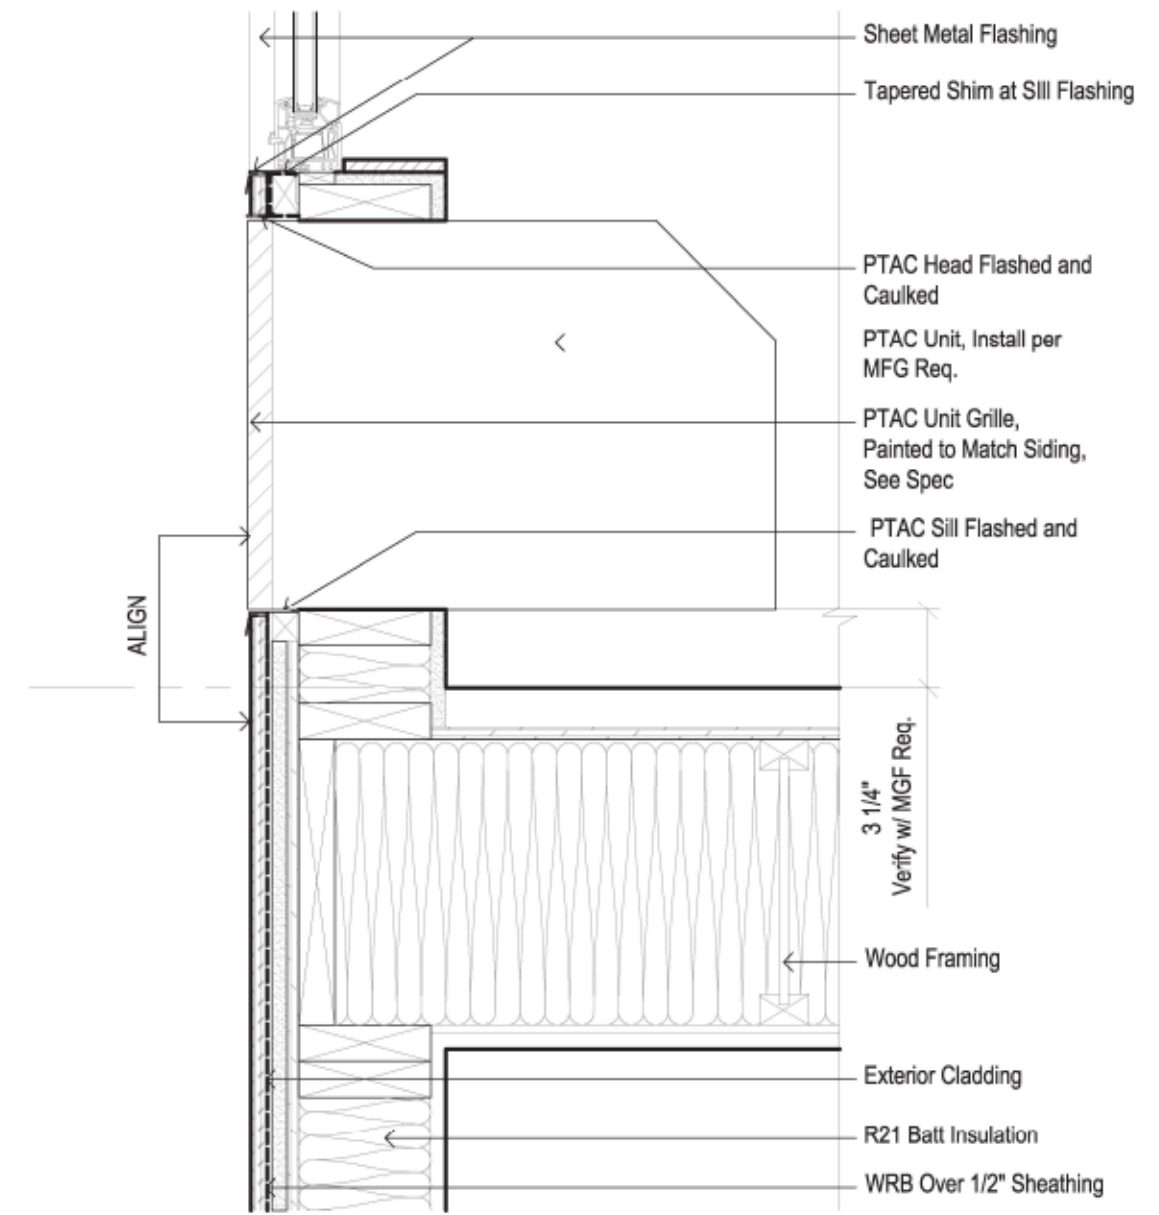 Sheet Metal Flashing
Tapered Shim at SIll Flashing
PTAC Head Flashed and
Caulked
PTAC Unit, Install per
MFG Req.
PTAC Unit Grille,
Painted to Match Siding,
See Spec
PTAC Sill Flashed and
Caulked
ALIGN
3 1/4"
Verify w/ MGF Req.
Wood Framing
Exterior Cladding
R21 Batt Insulation
WRB Over 1/2" Sheathing